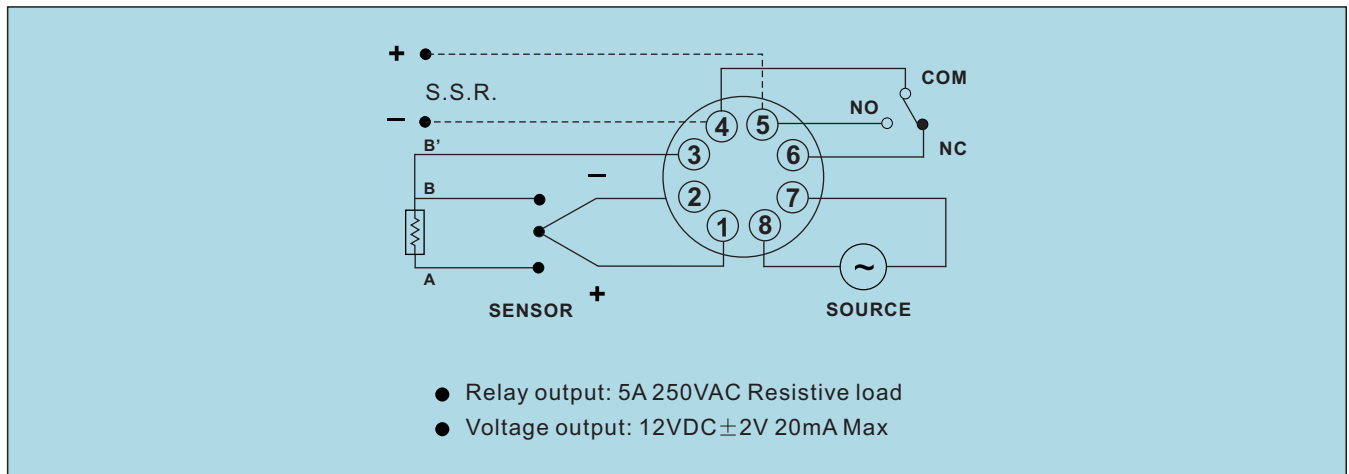 +
S.S.R.
−
COM
NO
NC
4 5
3 6
2 7
1 8
B’
B
A
−
+
~
SENSOR
SOURCE
● Relay output: 5A 250VAC Resistive load
● Voltage output: 12VDC±2V 20mA Max